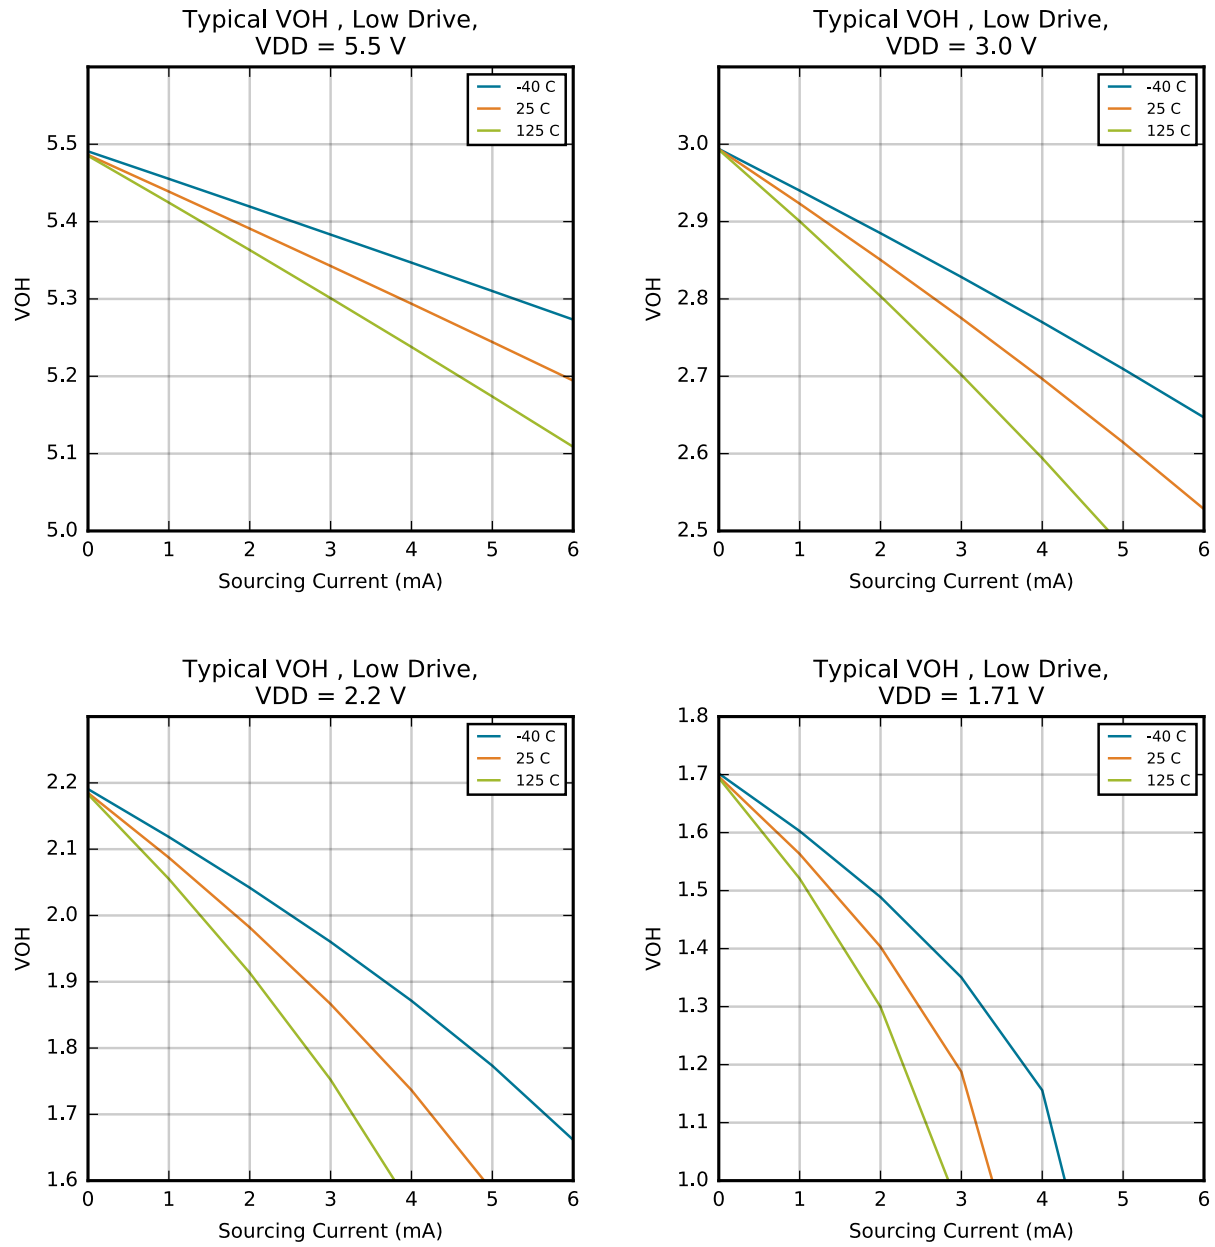 Typical VOH , Low Drive,
VDD = 5.5 V
-40 C
25 C
125 C
5.5
5.4
5.3
5.2
5.1
5.0
VOH
0 1 2 3 4 5 6
Sourcing Current (mA)
Typical VOH , Low Drive,
VDD = 3.0 V
-40 C
25 C
125 C
3.0
2.9
2.8
2.7
2.6
2.5
VOH
0 1 2 3 4 5 6
Sourcing Current (mA)
Typical VOH , Low Drive,
VDD = 2.2 V
-40 C
25 C
125 C
2.2
2.1
2.0
1.9
1.8
1.7
1.6
VOH
0 1 2 3 4 5 6
Sourcing Current (mA)
Typical VOH , Low Drive,
VDD = 1.71 V
-40 C
25 C
125 C
1.8
1.7
1.6
1.5
1.4
1.3
1.2
1.1
1.0
VOH
0 1 2 3 4 5 6
Sourcing Current (mA)